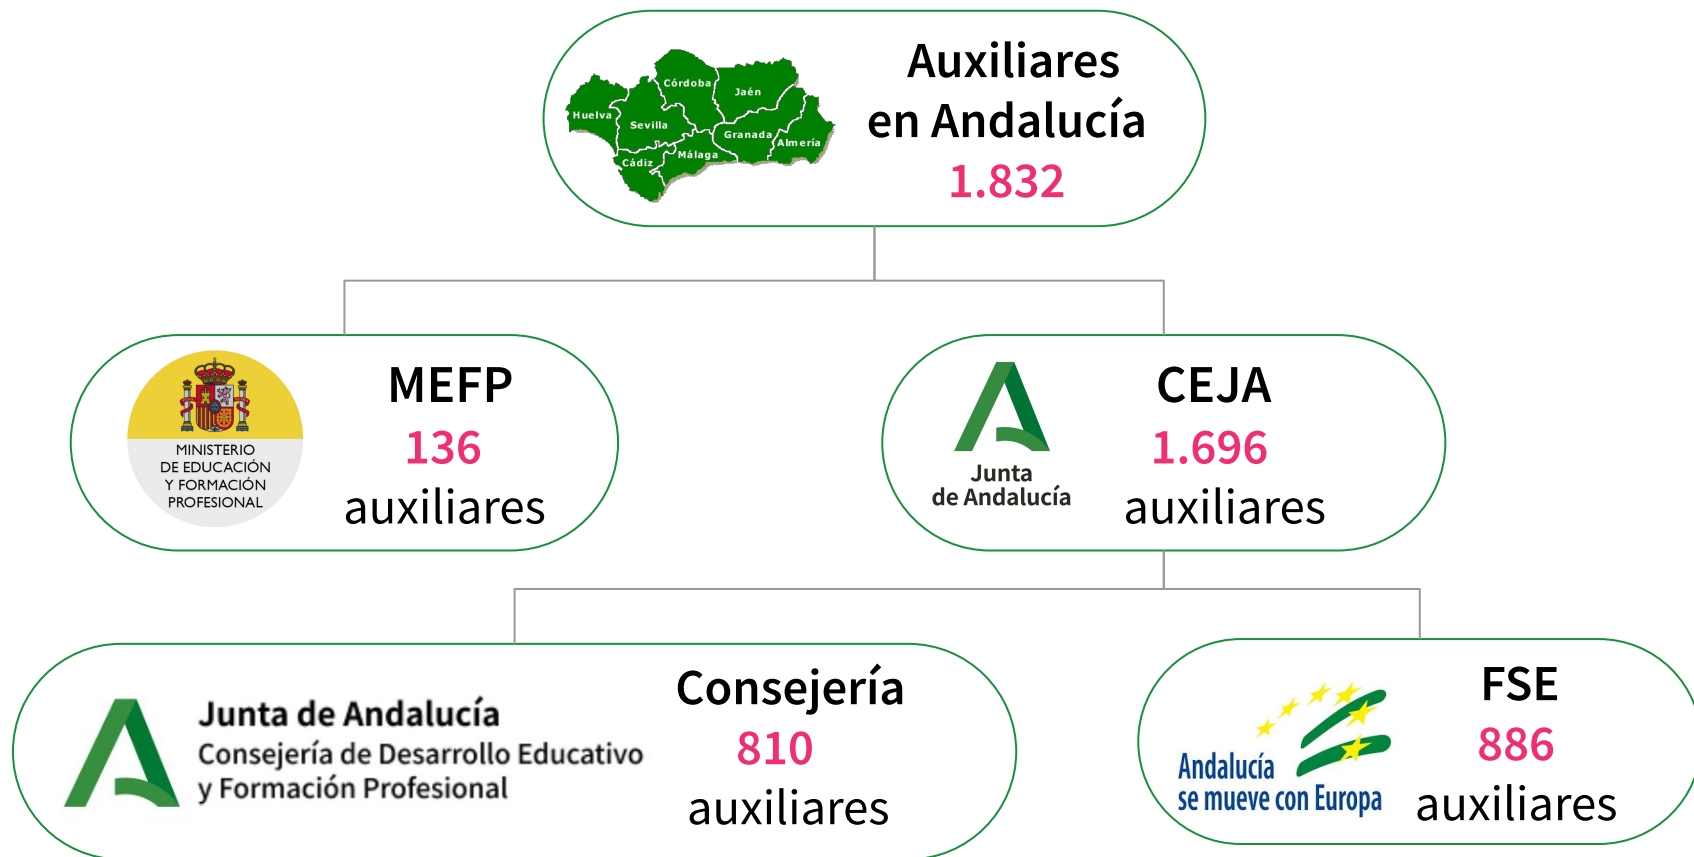 Auxiliares
en Andalucía
1.832
Huelva
Sevilla
Córdoba
Jaén
Granada
Almería
Málaga
Cádiz
MINISTERIO
DE EDUCACIÓN
Y FORMACIÓN
PROFESIONAL
MEFP
136
auxiliares
Junta
de Andalucía
CEJA
1.696
auxiliares
Junta de Andalucía
Consejería de Desarrollo Educativo
y Formación Profesional
Consejería
810
auxiliares
Andalucía
se mueve con Europa
FSE
886
auxiliares